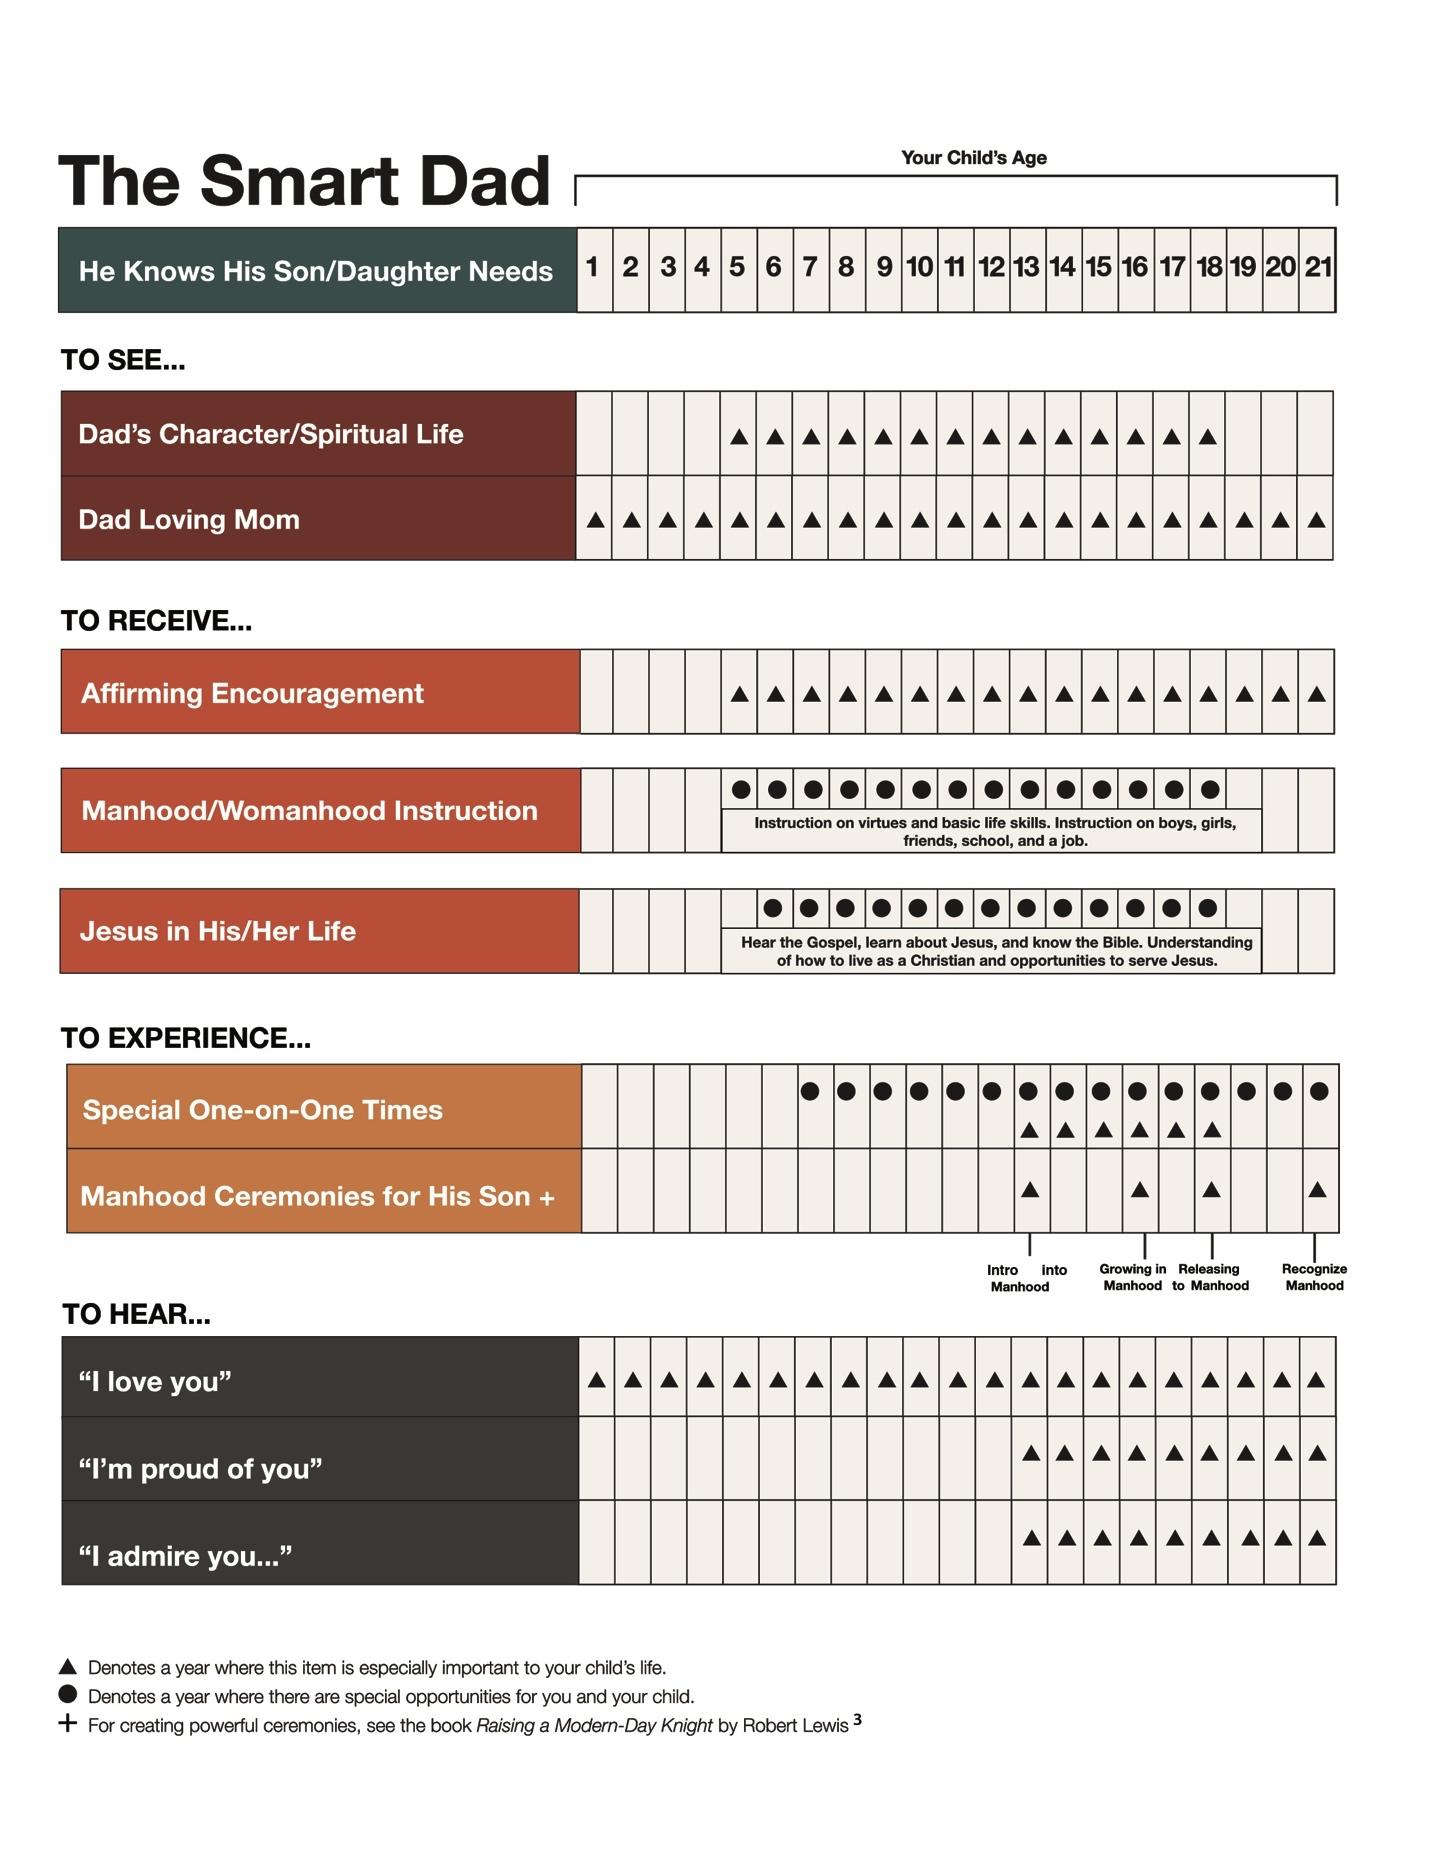 The Smart Dad
Your Child's Age
He Knows His Son/Daughter Needs 1 2 3 4 5 6 7 8 9 10 11 12 13 14 15 16 17 18 19 20 21
TO SEE...
Dad's Character/Spiritual Life
Dad Loving Mom
TO RECEIVE...
Affirming Encouragement
Manhood/Womanhood Instruction
Instruction on virtues and basic life skills. Instruction on boys, girls,
friends, school, and a job.
Jesus in His/Her Life
Hear the Gospel, learn about Jesus, and know the Bible. Understanding
of how to live as a Christian and opportunities to serve Jesus.
TO EXPERIENCE...
Special One-on-One Times
Manhood Ceremonies for His Son +
Intro into
Manhood
Growing in
Manhood
Releasing
to Manhood
Recognize
Manhood
TO HEAR...
“I love you”
“I’m proud of you”
“I admire you...”
Denotes a year where this item is especially important to your child’s life.
Denotes a year where there are special opportunities for you and your child.
+ For creating powerful ceremonies, see the book Raising a Modern-Day Knight by Robert Lewis 3